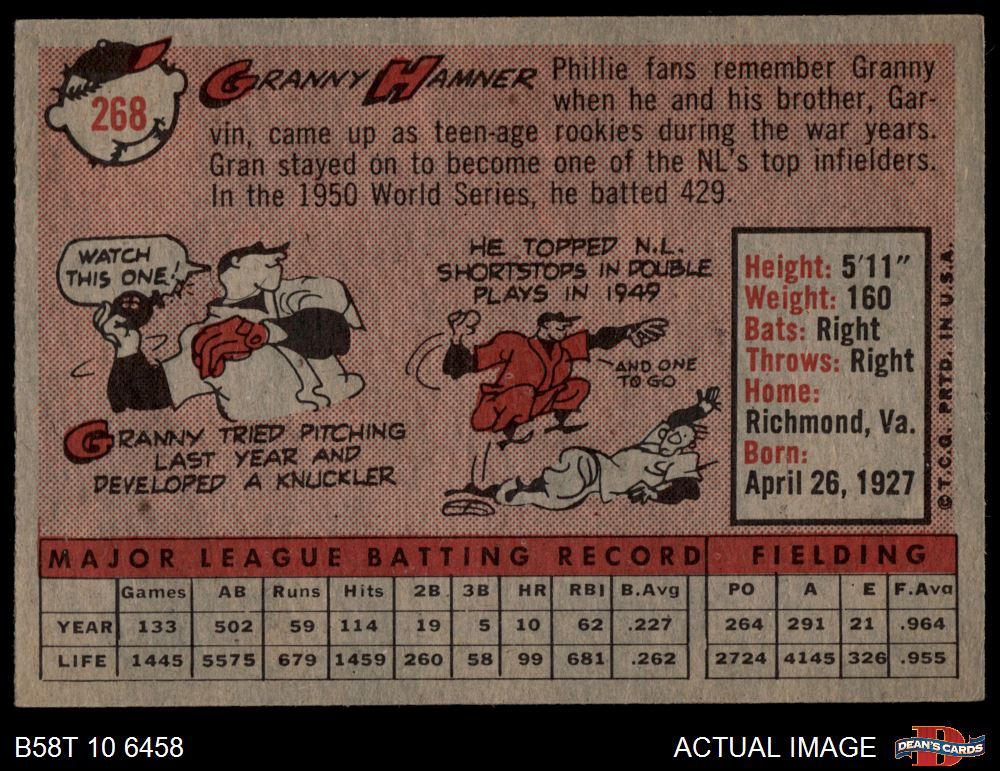 268
GRANNY HAMNER Phillie fans remember Granny
when he and his brother, Gar-
vin, came up as teen-age rookies during the war years.
Gran stayed on to become one of the NL's top infielders.
In the 1950 World Series, he batted 429.
WATCH
THIS ONE!
GRANNY TRIED PITCHING
LAST YEAR AND
DEVELOPED A KNUCKLER
HE TOPPED N.L.
SHORTSTOPS IN DOUBLE
PLAYS IN 1949
AND ONE
TO GO
Height: 5'11"
Weight: 160
Bats: Right
Throws: Right
Home:
Richmond, Va.
Born:
April 26, 1927
© T.C.G. PRTD. IN U.S.A.
MAJOR LEAGUE BATTING RECORD FIELDING
Games AB Runs Hits 2B. 3B. HR RBI B.Avg PO A E F.Avg
YEAR 133 502 59 114 19 5 10 62 .227 264 291 21 .964
LIFE 1445 5575 679 1459 260 58 99 681 .262 2724 4145 326 .955
B58T 10 6458 ACTUAL IMAGE DEAN'S CARDS